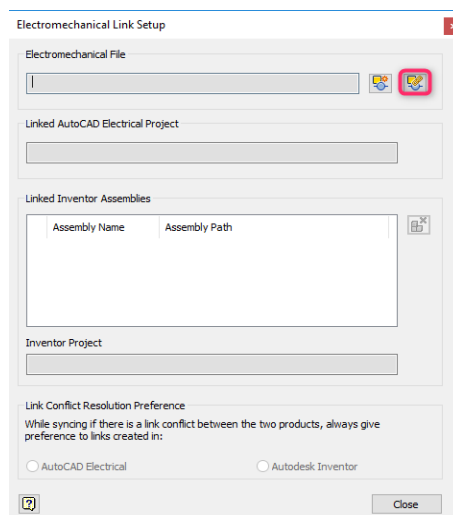 Electromechanical Link Setup
x
Electromechanical File
Linked AutoCAD Electrical Project
Linked Inventor Assemblies
Assembly Name Assembly Path
Inventor Project
Link Conflict Resolution Preference
While syncing if there is a link conflict between the two products, always give
preference to links created in:
AutoCAD Electrical Autodesk Inventor
? Close